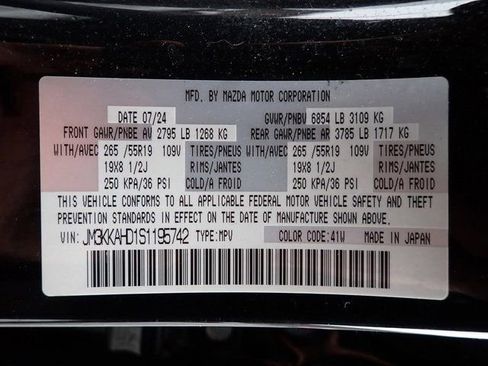 MFD. BY MAZDA MOTOR CORPORATION
DATE 07/24 GVWR/PNBV 6854 LB 3109 KG
FRONT GAWR/PNBE AV 2795 LB 1268 KG REAR GAWR/PNBE AR 3785 LB 1717 KG
WITH/AVEC 265 /55R19 109V TIRES/PNEUS WITH/AVEC 265 /55R19 109V TIRES/PNEUS
19X8 1/2J RIMS/JANTES 19X8 1/2J RIMS/JANTES
250 KPA/36 PSI COLD/A FROID 250 KPA/36 PSI COLD/A FROID
THIS VEHICLE CONFORMS TO ALL APPLICABLE FEDERAL MOTOR VEHICLE SAFETY AND THEFT
PREVENTION STANDARDS IN EFFECT ON THE DATE OF MANUFACTURE SHOWN ABOVE.
VIN: JM3KKAHD1S1195742 TYPE: MPV COLOR CODE: 41W MADE IN JAPAN